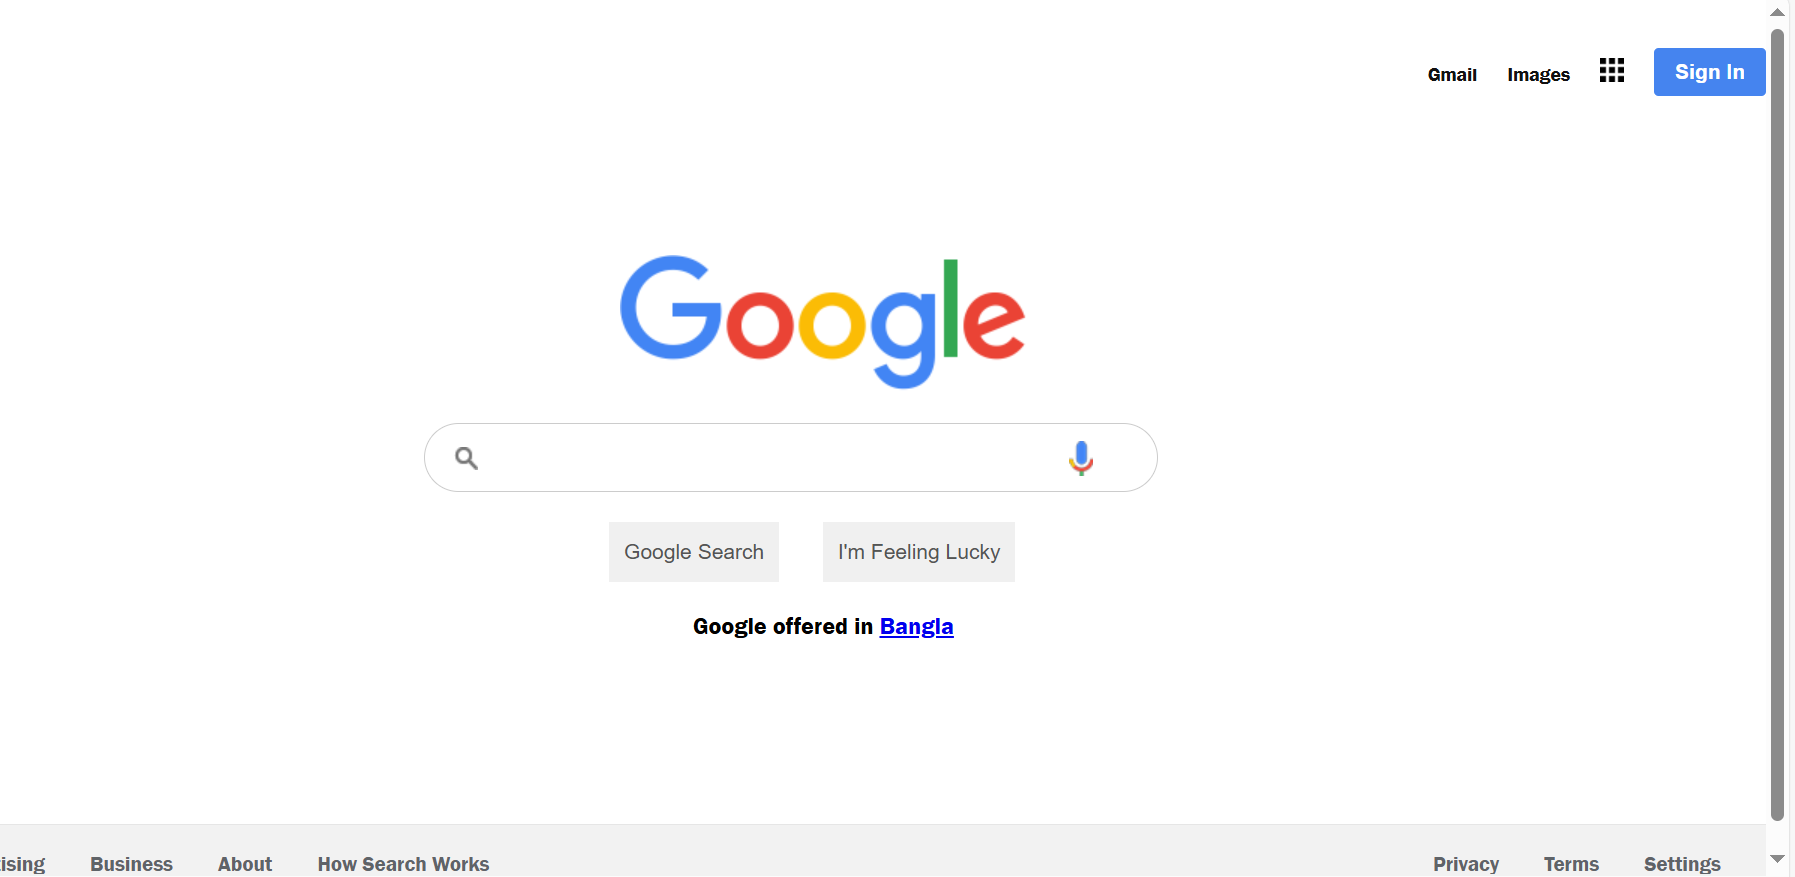 Gmail Images Sign In
Google
Google Search I'm Feeling Lucky
Google offered in Bangla
ising Business About How Search Works Privacy Terms Settings